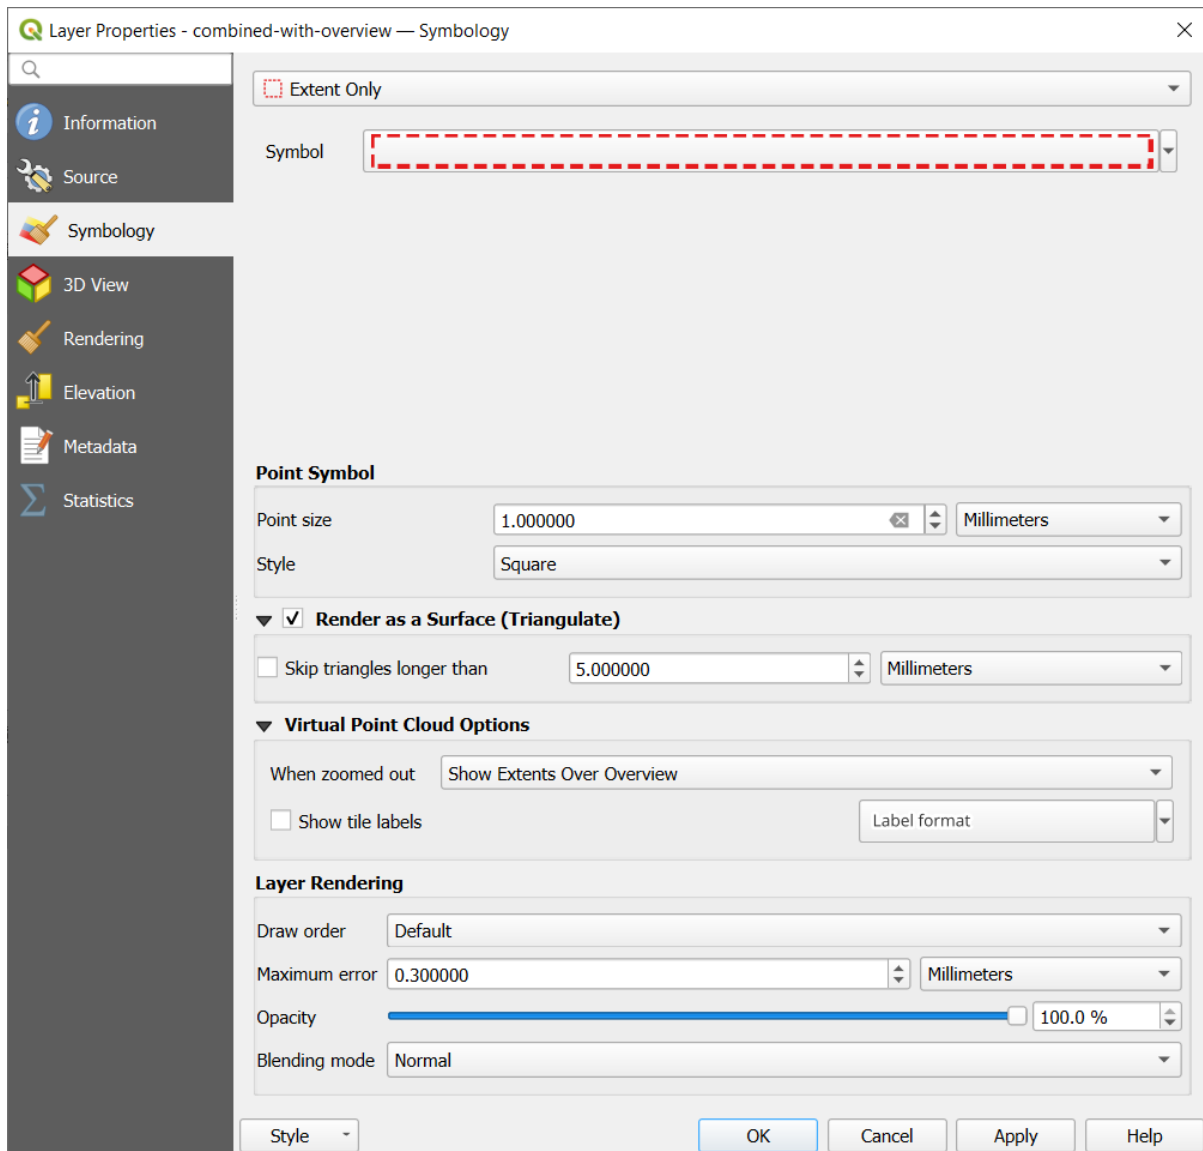 Layer Properties - combined-with-overview — Symbology
Extent Only
Information
Symbol
Source
Symbology
3D View
Rendering
Elevation
Metadata
Statistics
Point Symbol
Point size 1.000000 Millimeters
Style Square
Render as a Surface (Triangulate)
Skip triangles longer than 5.000000 Millimeters
Virtual Point Cloud Options
When zoomed out Show Extents Over Overview
Show tile labels Label format
Layer Rendering
Draw order Default
Maximum error 0.300000 Millimeters
Opacity 100.0 %
Blending mode Normal
Style OK Cancel Apply Help